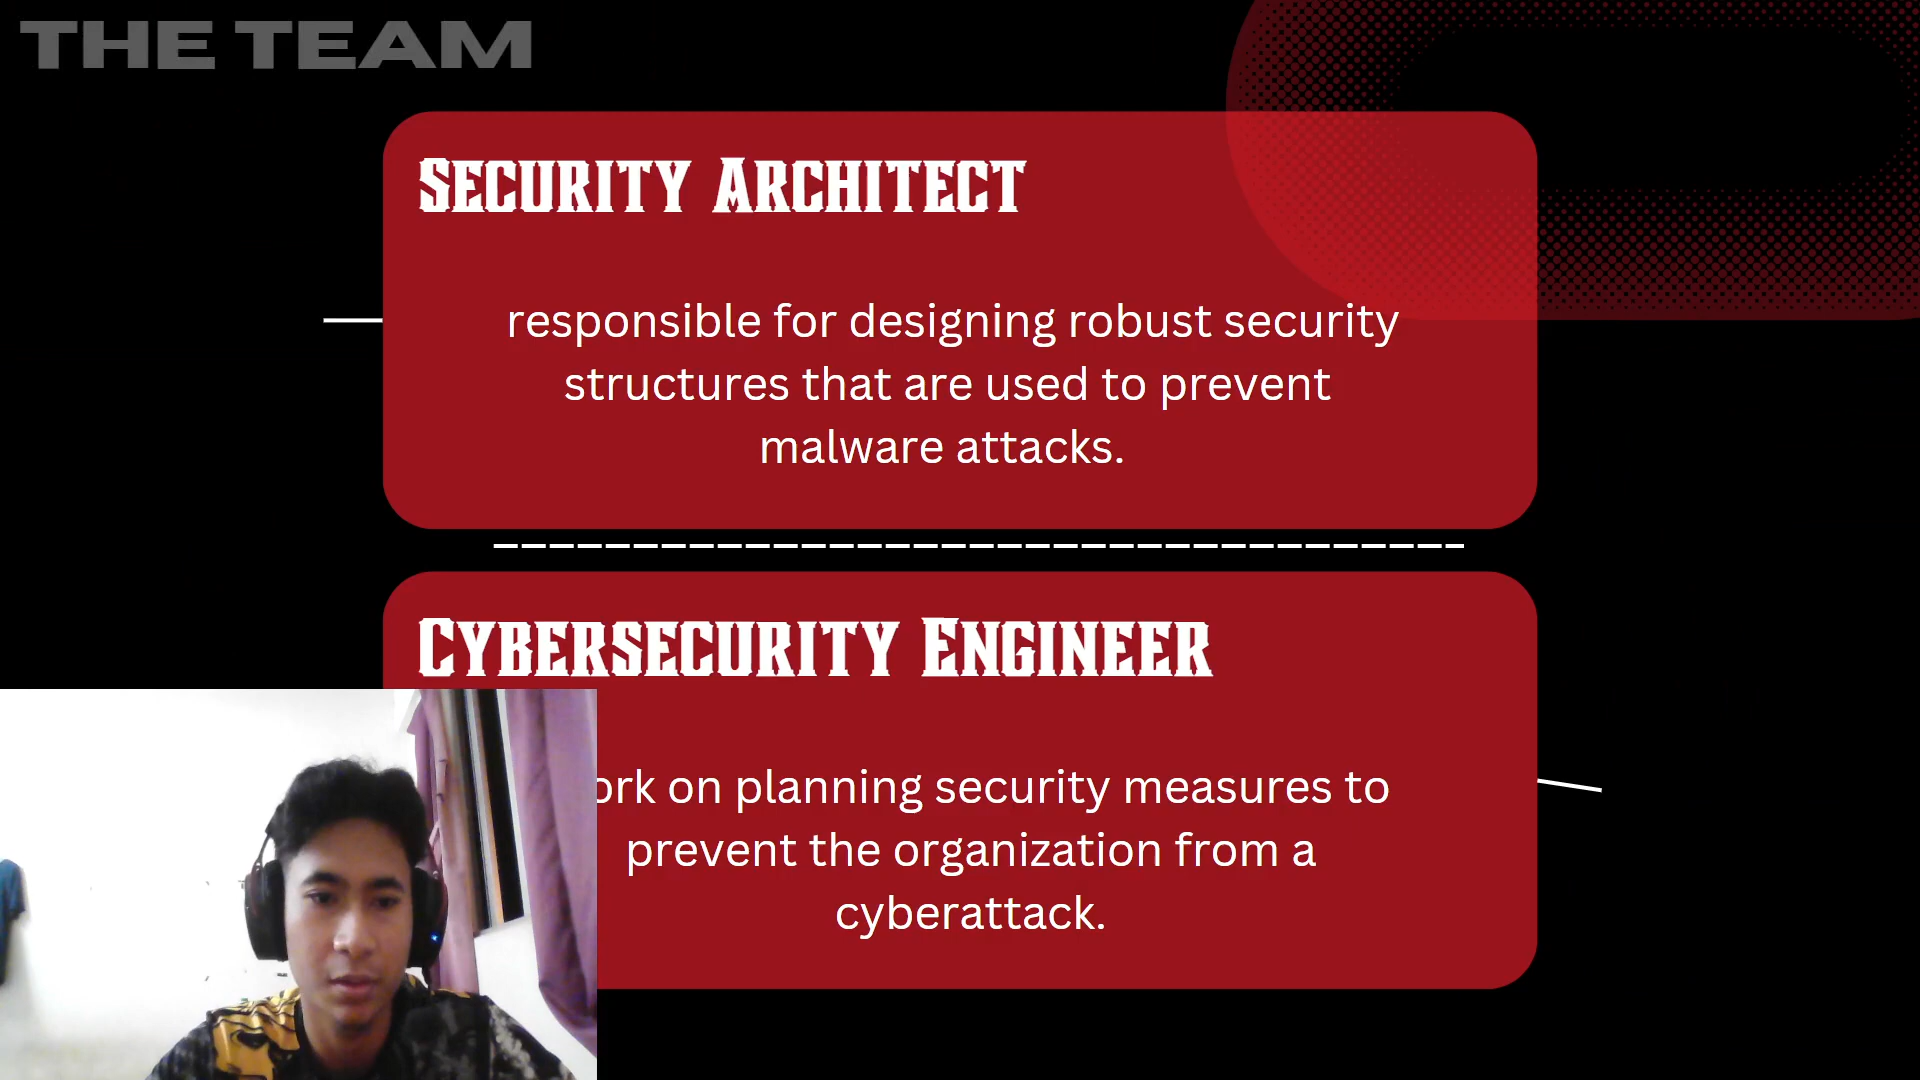 THE TEAM
Security Architect
responsible for designing robust security
structures that are used to prevent
malware attacks.
Cybersecurity Engineer
on planning security measures to
prevent the organization from a
cyberattack.